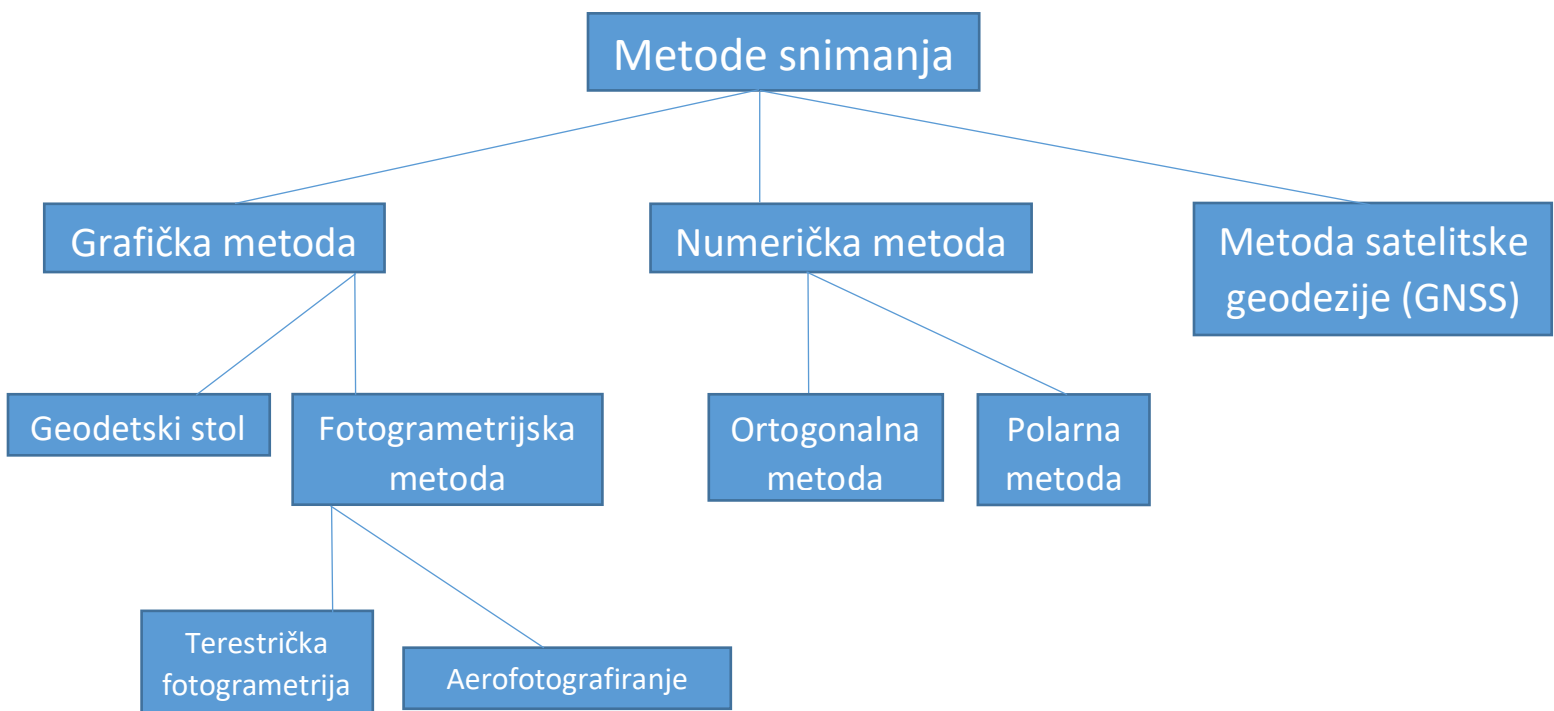 Metode snimanja
Grafička metoda
Numerička metoda
Metoda satelitske
geodezije (GNSS)
Geodetski stol
Fotogrametrijska
metoda
Ortogonalna
metoda
Polarna
metoda
Terestrička
fotogrametrija
Aerofotografiranje